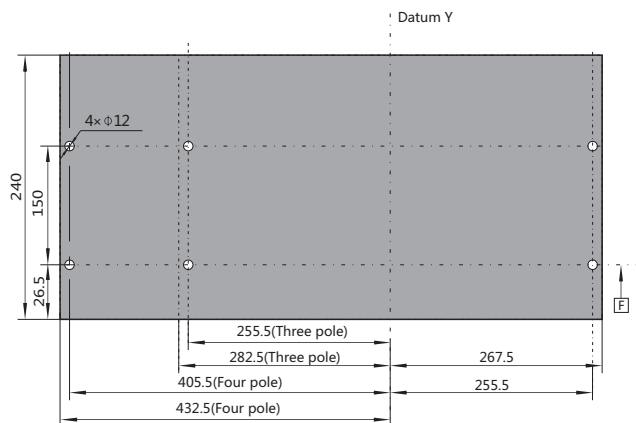 Datum Y
4×Φ12
240
150
26.5
F
255.5(Three pole)
282.5(Three pole)
267.5
405.5(Four pole)
255.5
432.5(Four pole)